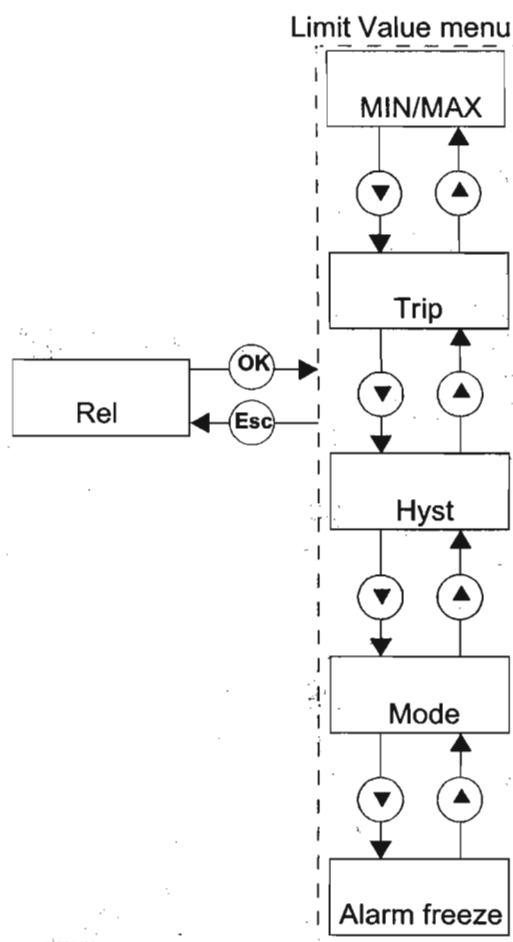 Limit Value menu
MIN/MAX
Trip
OK
Rel
Esc
Hyst
Mode
Alarm freeze